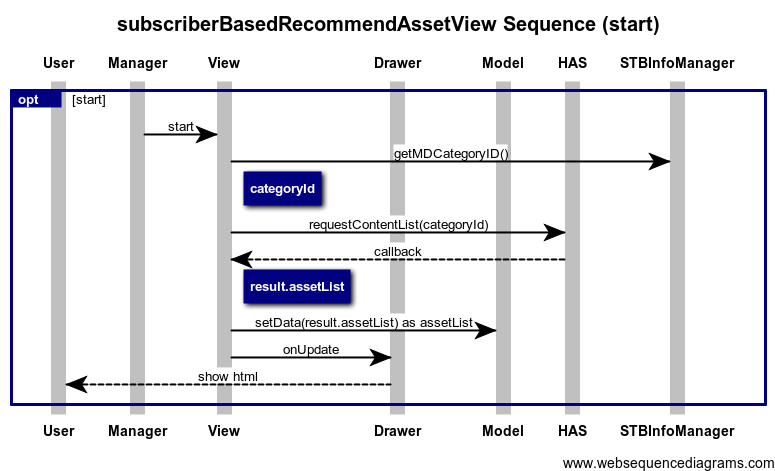 subscriberBasedRecommendAssetView Sequence (start)
User Manager View Drawer Model HAS STBInfoManager
opt [start]
start
getMDCategoryID()
categoryId
requestContentList(categoryId)
callback
result.assetList
setData(result.assetList) as assetList
onUpdate
show html
User Manager View Drawer Model HAS STBInfoManager
www.websequencediagrams.com